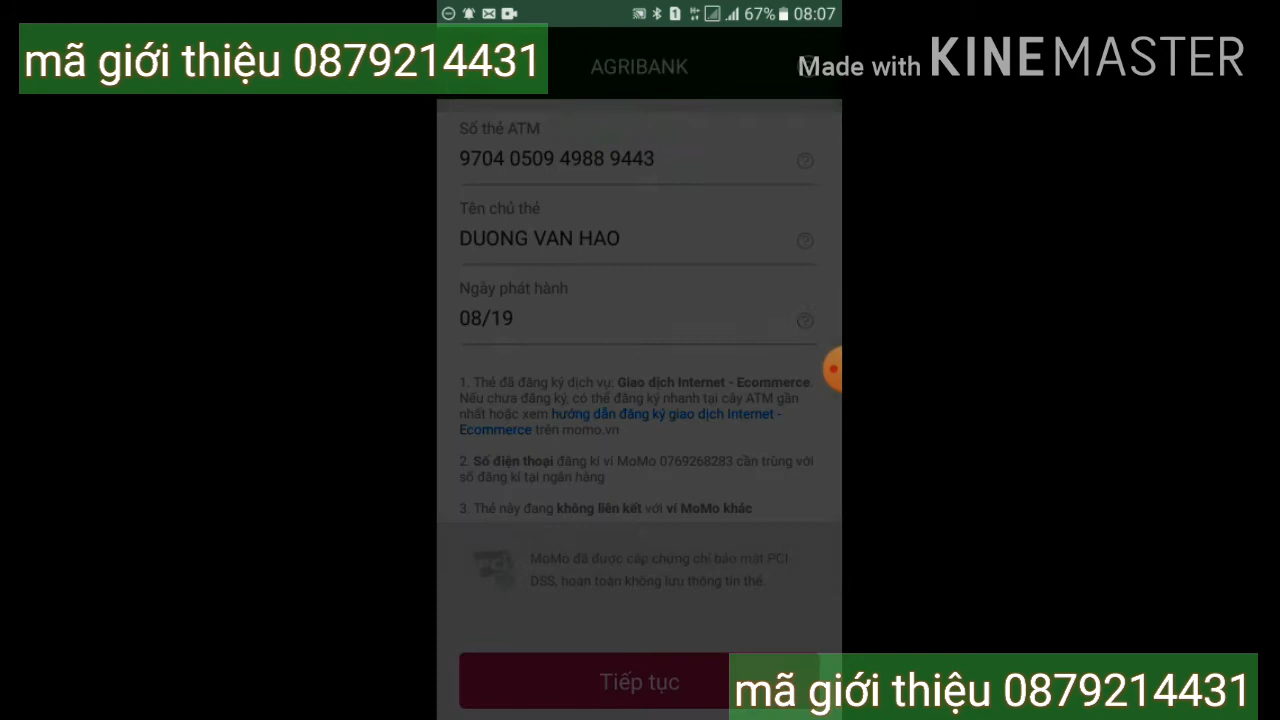 67% 08:07
mã giới thiệu 0879214431
AGRIBANK
Made with KINEMASTER
Số thẻ ATM
9704 0509 4988 9443
Tên chủ thẻ
DUONG VAN HAO
Ngày phát hành
08/19
1. Thẻ đã đăng ký dịch vụ: Giao dịch Internet - Ecommerce.
Nếu chưa đăng ký, có thể đăng ký nhanh tại cây ATM gần
nhất hoặc xem hướng dẫn đăng ký giao dịch Internet -
Ecommerce trên momo.vn
2. Số điện thoại đăng kí ví MoMo 0769268283 cần trùng với
số đăng kí tại ngân hàng
3. Thẻ này đang không liên kết với ví MoMo khác
MoMo đã được cấp chứng chỉ bảo mật PCI
DSS, hoàn toàn không lưu thông tin thẻ.
Tiếp tục
mã giới thiệu 0879214431